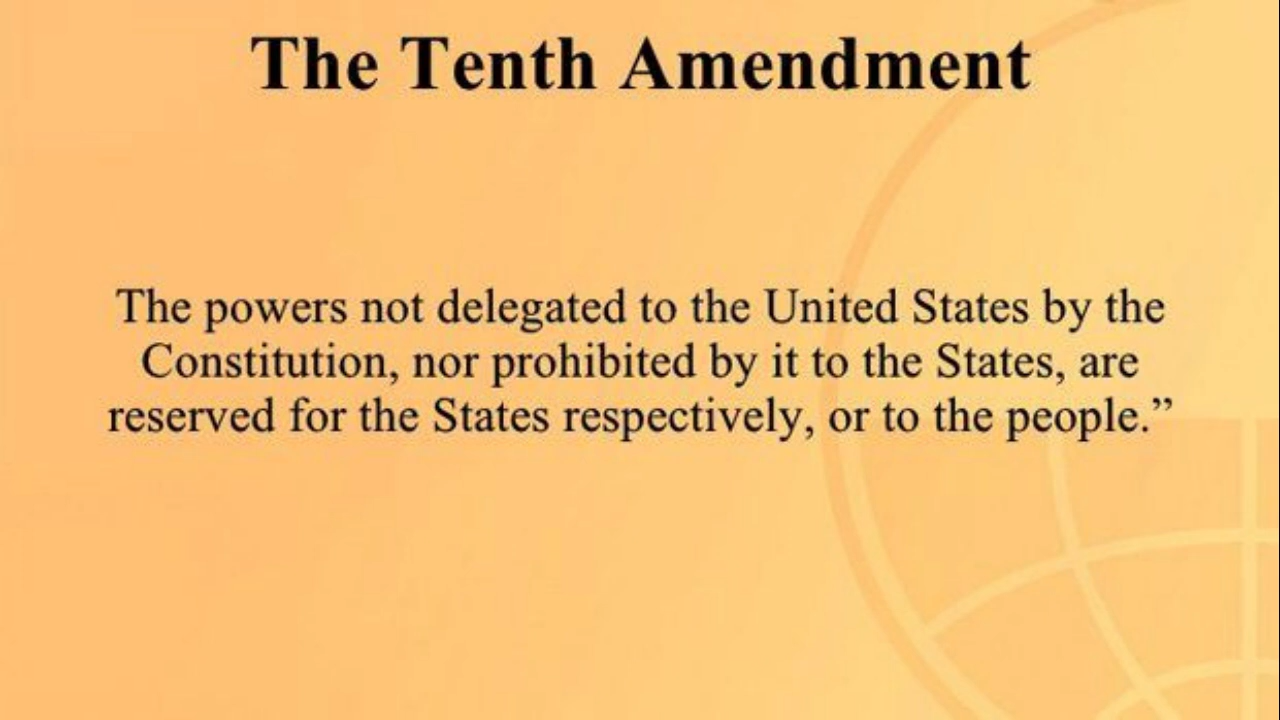 The Tenth Amendment
The powers not delegated to the United States by the
Constitution, nor prohibited by it to the States, are
reserved for the States respectively, or to the people.”